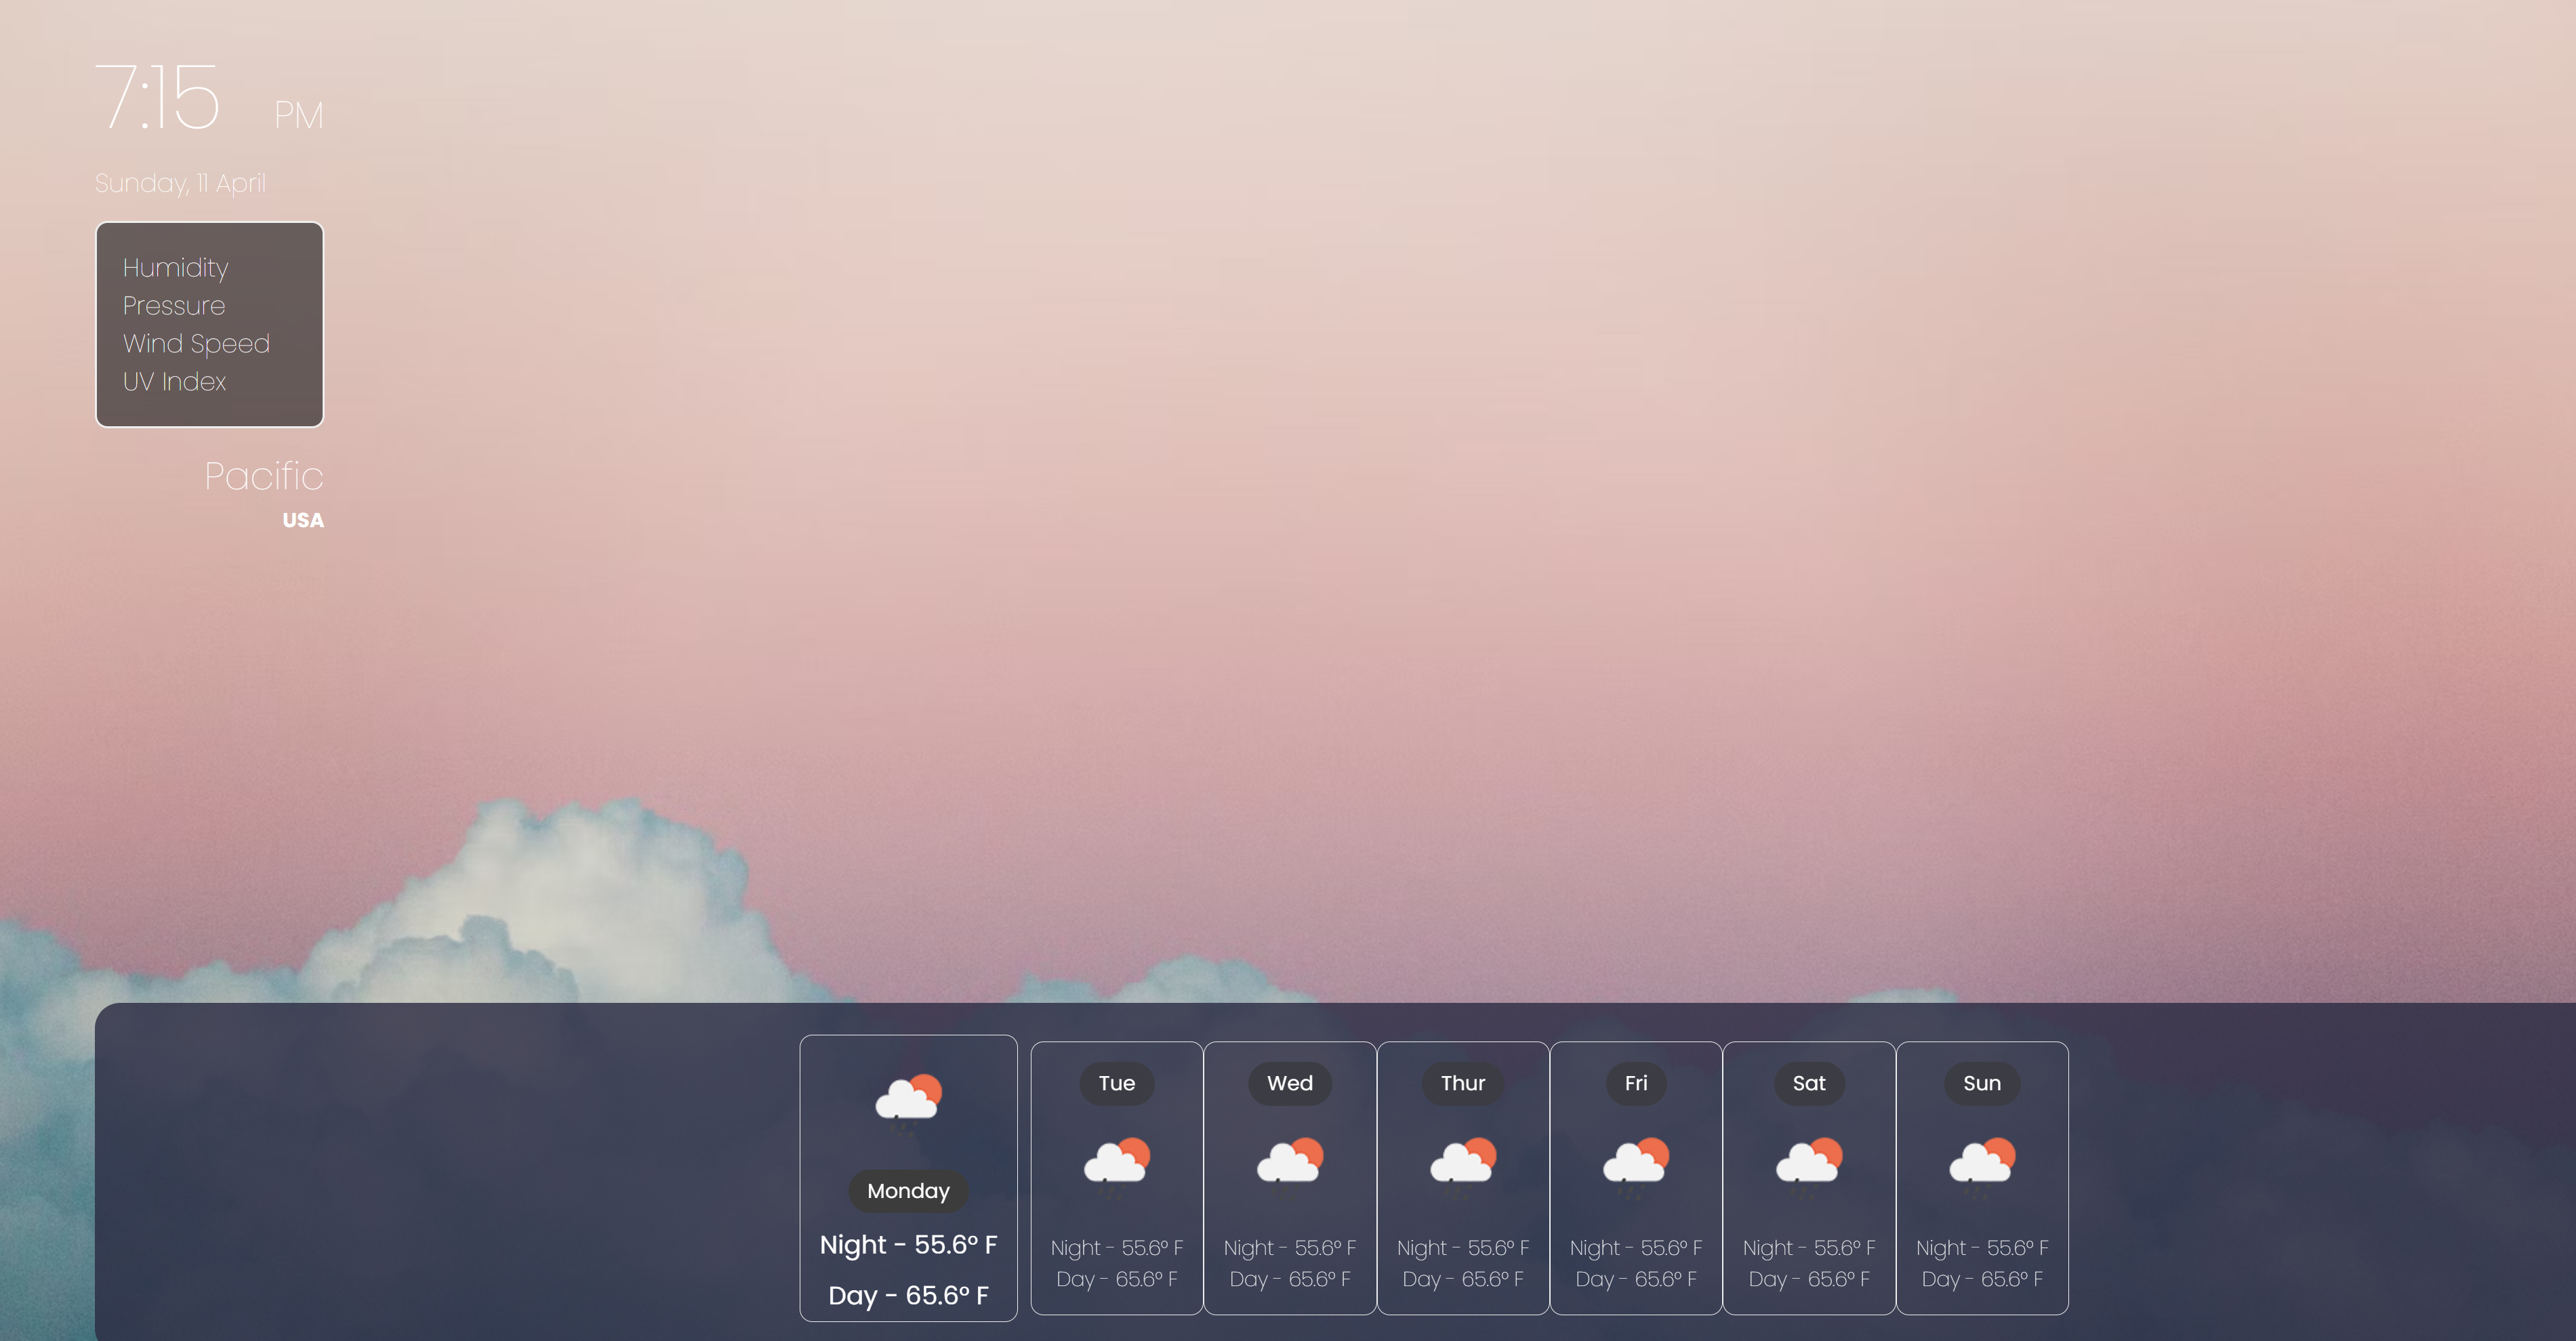 7:15 PM
Sunday, 11 April
Humidity
Pressure
Wind Speed
UV Index
Pacific
USA
Monday
Night - 55.6° F
Day - 65.6° F
Tue
Night - 55.6° F
Day - 65.6° F
Wed
Night - 55.6° F
Day - 65.6° F
Thur
Night - 55.6° F
Day - 65.6° F
Fri
Night - 55.6° F
Day - 65.6° F
Sat
Night - 55.6° F
Day - 65.6° F
Sun
Night - 55.6° F
Day - 65.6° F